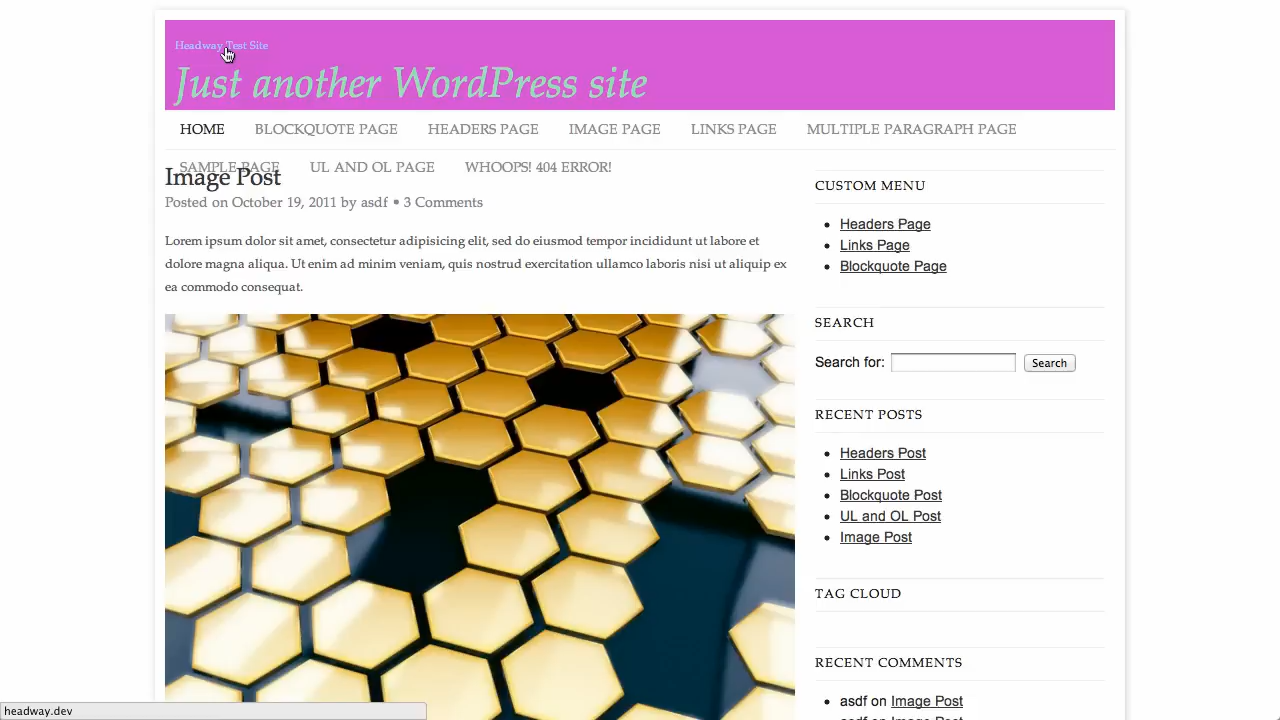 Headway Test Site
Just another WordPress site
HOME BLOCKQUOTE PAGE HEADERS PAGE IMAGE PAGE LINKS PAGE MULTIPLE PARAGRAPH PAGE
SAMPLE PAGE UL AND OL PAGE WHOOPS! 404 ERROR!
Image Post
Posted on October 19, 2011 by asdf • 3 Comments
Lorem ipsum dolor sit amet, consectetur adipisicing elit, sed do eiusmod tempor incididunt ut labore et
dolore magna aliqua. Ut enim ad minim veniam, quis nostrud exercitation ullamco laboris nisi ut aliquip ex
ea commodo consequat.
CUSTOM MENU
Headers Page
Links Page
Blockquote Page
SEARCH
Search for: Search
RECENT POSTS
Headers Post
Links Post
Blockquote Post
UL and OL Post
Image Post
TAG CLOUD
RECENT COMMENTS
asdf on Image Post
asdf on Image Post
headway.dev